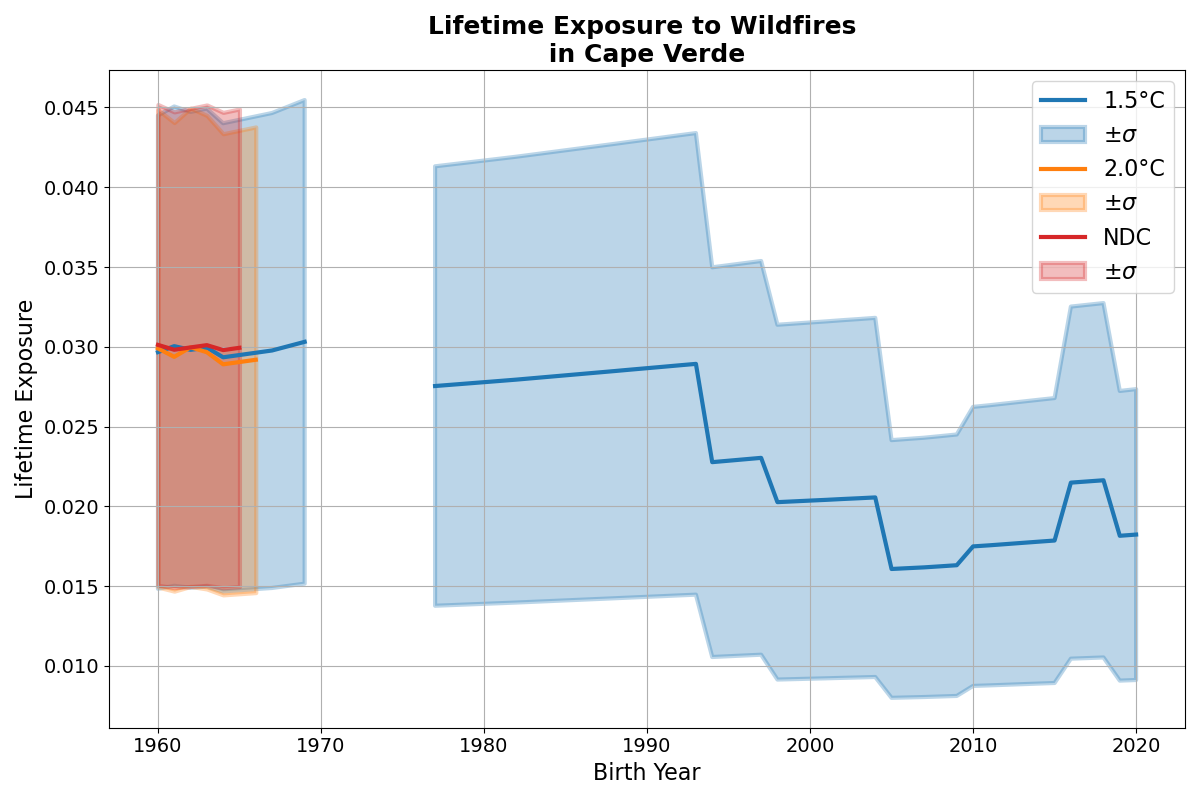 Lifetime Exposure to Wildfires
in Cape Verde
Lifetime Exposure
0.045
0.040
0.035
0.030
0.025
0.020
0.015
0.010
1.5°C
±σ
2.0°C
±σ
NDC
±σ
1960 1970 1980 1990 2000 2010 2020
Birth Year